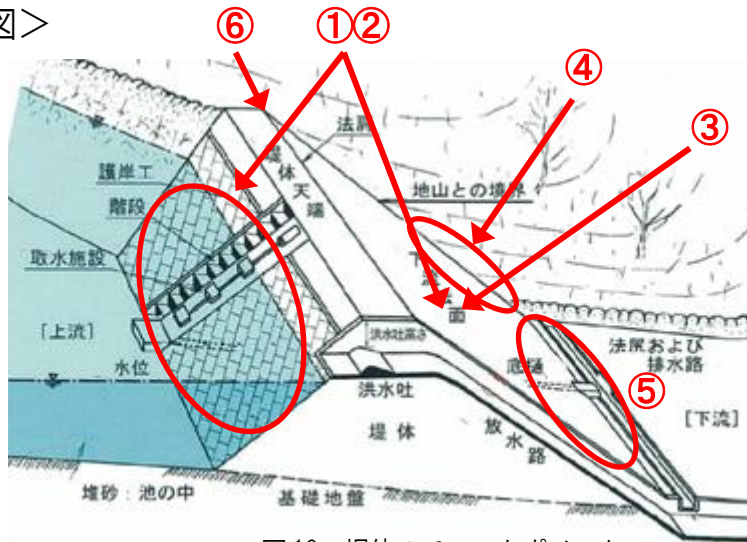 図＞
⑥
①②
④
③
法肩
護岸工
堤体天端
階段
地山との境界
取水施設
下流法面
[上流]
洪水吐高さ
水位
底樋
法尻および
排水路
洪水吐
⑤
[下流]
堤体
放水路
堆砂：池の中
基礎地盤